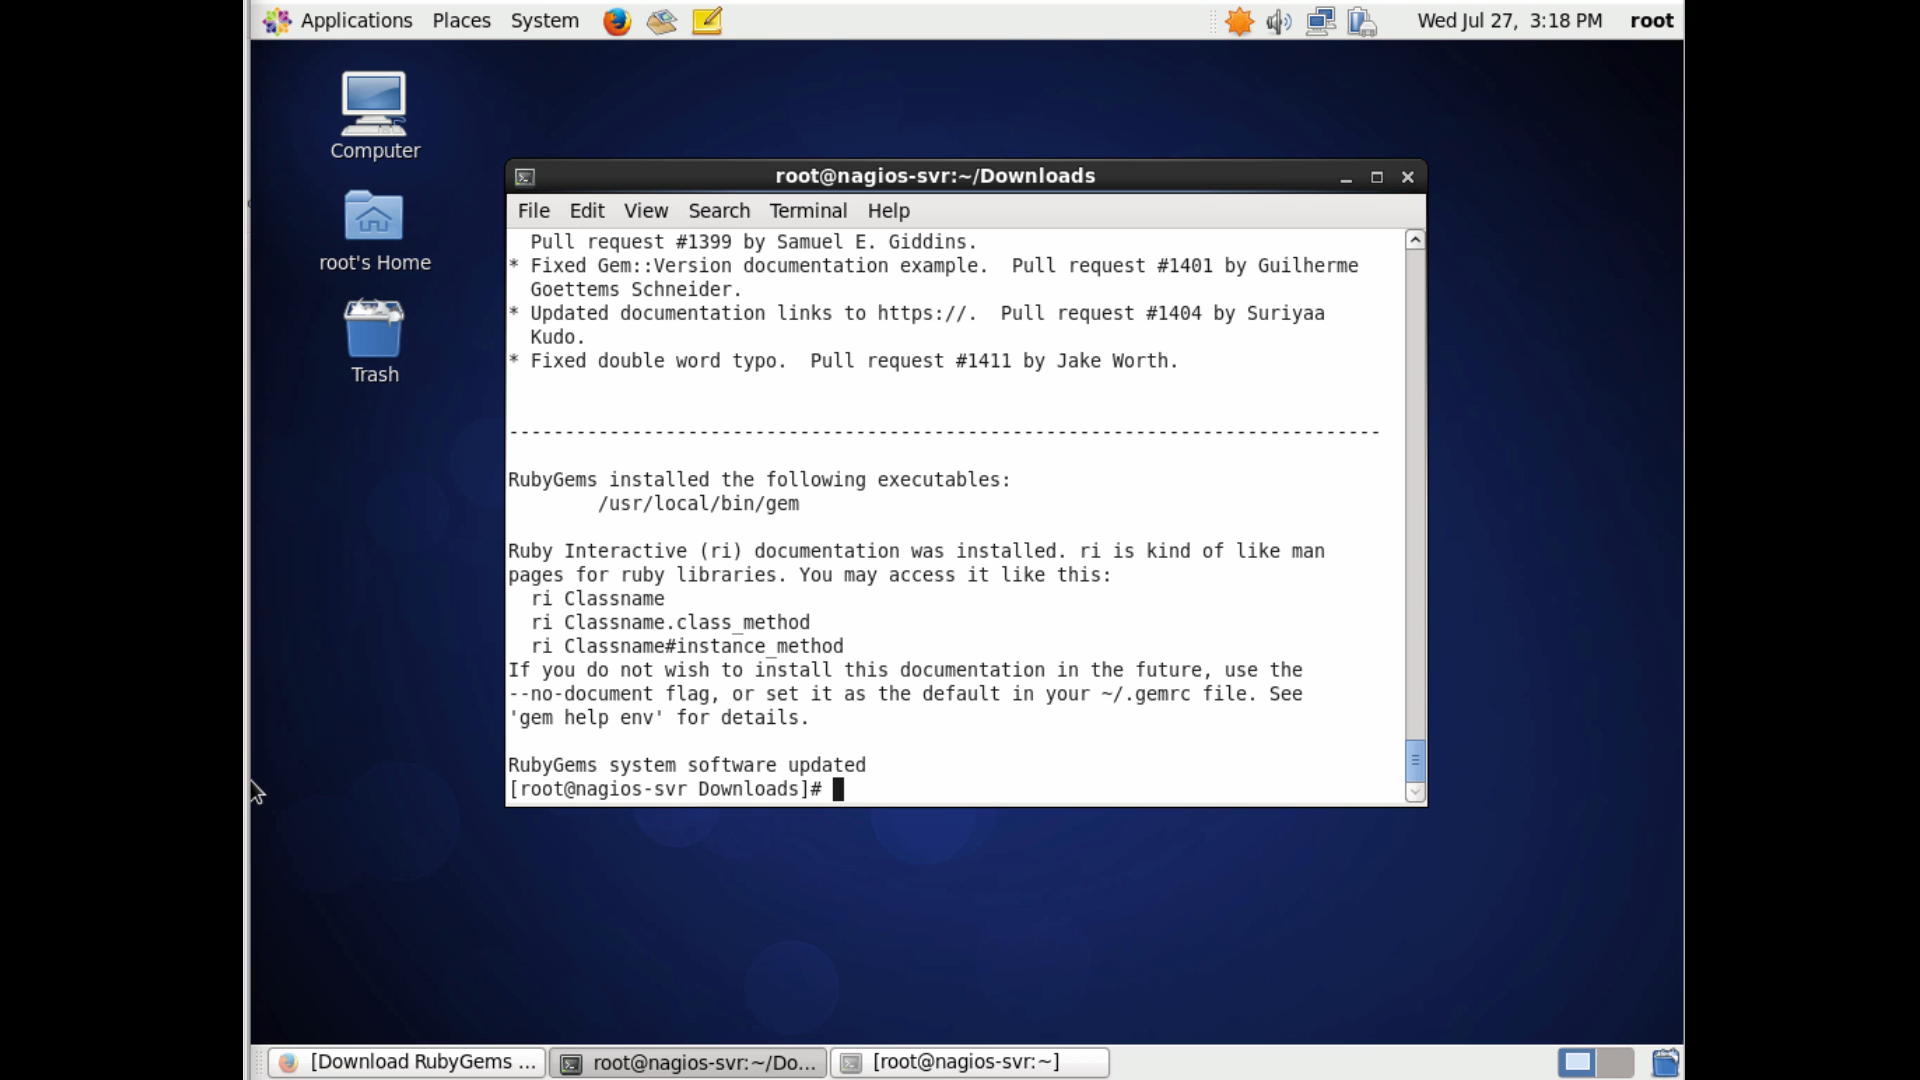 Applications Places System Wed Jul 27, 3:18 PM root
Computer
root's Home
Trash
root@nagios-svr:~/Downloads
File Edit View Search Terminal Help
Pull request #1399 by Samuel E. Giddins.
* Fixed Gem::Version documentation example.  Pull request #1401 by Guilherme
Goettems Schneider.
* Updated documentation links to https://.  Pull request #1404 by Suriyaa
Kudo.
* Fixed double word typo.  Pull request #1411 by Jake Worth.
------------------------------------------------------------------------------
RubyGems installed the following executables:
/usr/local/bin/gem
Ruby Interactive (ri) documentation was installed. ri is kind of like man
pages for ruby libraries. You may access it like this:
ri Classname
ri Classname.class_method
ri Classname#instance_method
If you do not wish to install this documentation in the future, use the
--no-document flag, or set it as the default in your ~/.gemrc file. See
'gem help env' for details.
RubyGems system software updated
[root@nagios-svr Downloads]#
[Download RubyGems ... root@nagios-svr:~/Do... [root@nagios-svr:~]